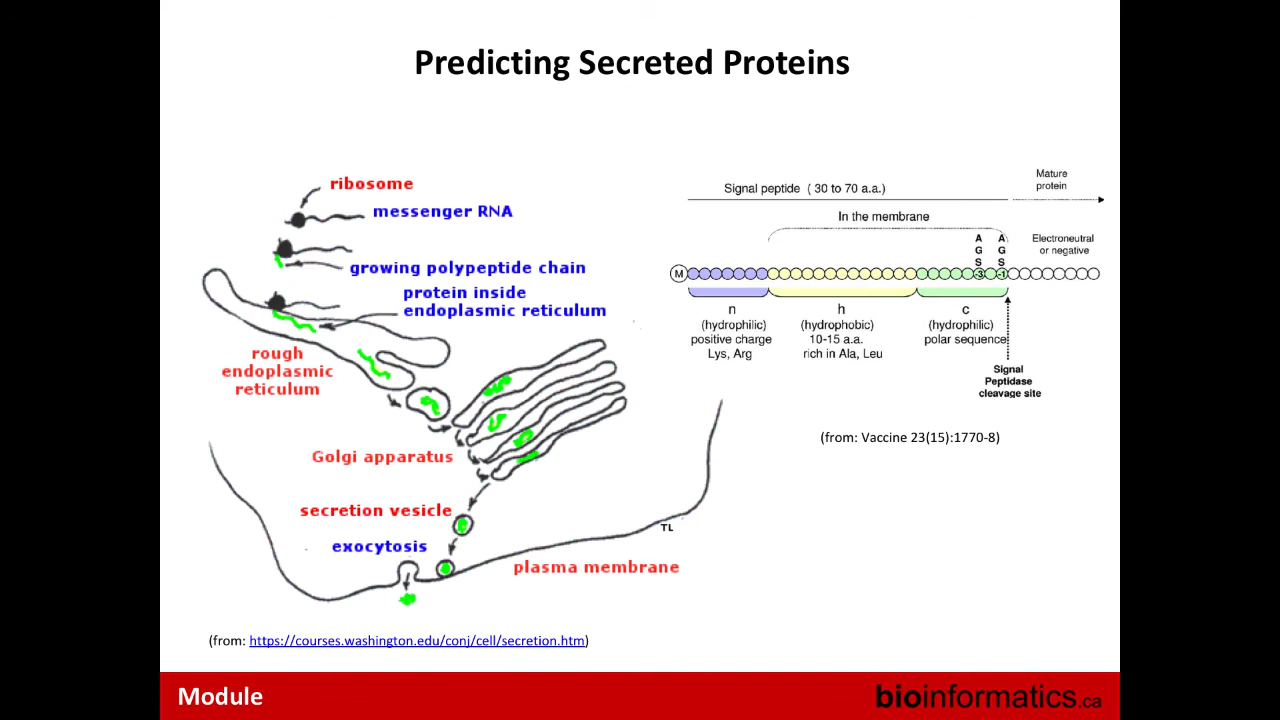 Predicting Secreted Proteins
ribosome
messenger RNA
growing polypeptide chain
protein inside
endoplasmic reticulum
rough
endoplasmic
reticulum
Golgi apparatus
secretion vesicle
exocytosis
plasma membrane
TL
(from: https://courses.washington.edu/conj/cell/secretion.htm)
Signal peptide ( 30 to 70 a.a.)
Mature
protein
In the membrane
Electroneutral
or negative
A A
G G
S S
M -3 -1
n
(hydrophilic)
positive charge
Lys, Arg
h
(hydrophobic)
10-15 a.a.
rich in Ala, Leu
c
(hydrophilic)
polar sequence
Signal
Peptidase
cleavage site
(from: Vaccine 23(15):1770-8)
Module
bioinformatics.ca